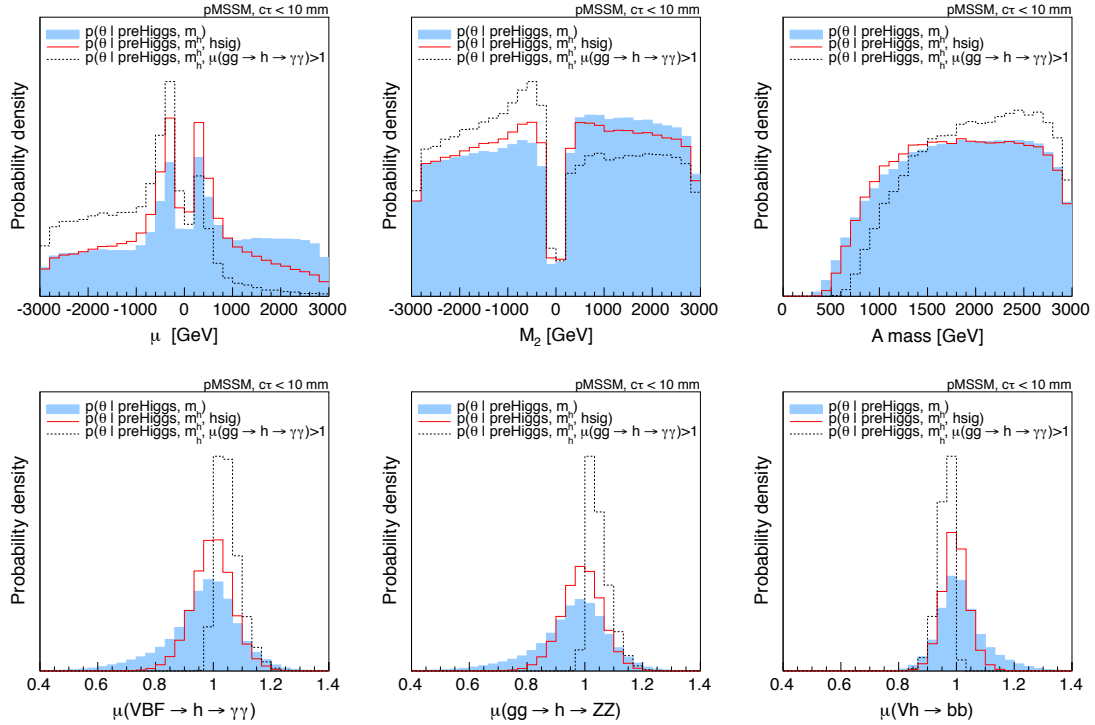 pMSSM, cτ < 10 mm
p(θ | preHiggs, m_h)
p(θ | preHiggs, m_h, hsig)
p(θ | preHiggs, m_h, μ(gg → h → γγ)>1
Probability density
-3000 -2000 -1000 0 1000 2000 3000
μ [GeV]
pMSSM, cτ < 10 mm
p(θ | preHiggs, m_h)
p(θ | preHiggs, m_h, hsig)
p(θ | preHiggs, m_h, μ(gg → h → γγ)>1
Probability density
-3000 -2000 -1000 0 1000 2000 3000
M_2 [GeV]
pMSSM, cτ < 10 mm
p(θ | preHiggs, m_h)
p(θ | preHiggs, m_h, hsig)
p(θ | preHiggs, m_h, μ(gg → h → γγ)>1
Probability density
0 500 1000 1500 2000 2500 3000
A mass [GeV]
pMSSM, cτ < 10 mm
p(θ | preHiggs, m_h)
p(θ | preHiggs, m_h, hsig)
p(θ | preHiggs, m_h, μ(gg → h → γγ)>1
Probability density
0.4 0.6 0.8 1 1.2 1.4
μ(VBF → h → γγ)
pMSSM, cτ < 10 mm
p(θ | preHiggs, m_h)
p(θ | preHiggs, m_h, hsig)
p(θ | preHiggs, m_h, μ(gg → h → γγ)>1
Probability density
0.4 0.6 0.8 1 1.2 1.4
μ(gg → h → ZZ)
pMSSM, cτ < 10 mm
p(θ | preHiggs, m_h)
p(θ | preHiggs, m_h, hsig)
p(θ | preHiggs, m_h, μ(gg → h → γγ)>1
Probability density
0.4 0.6 0.8 1 1.2 1.4
μ(Vh → bb)